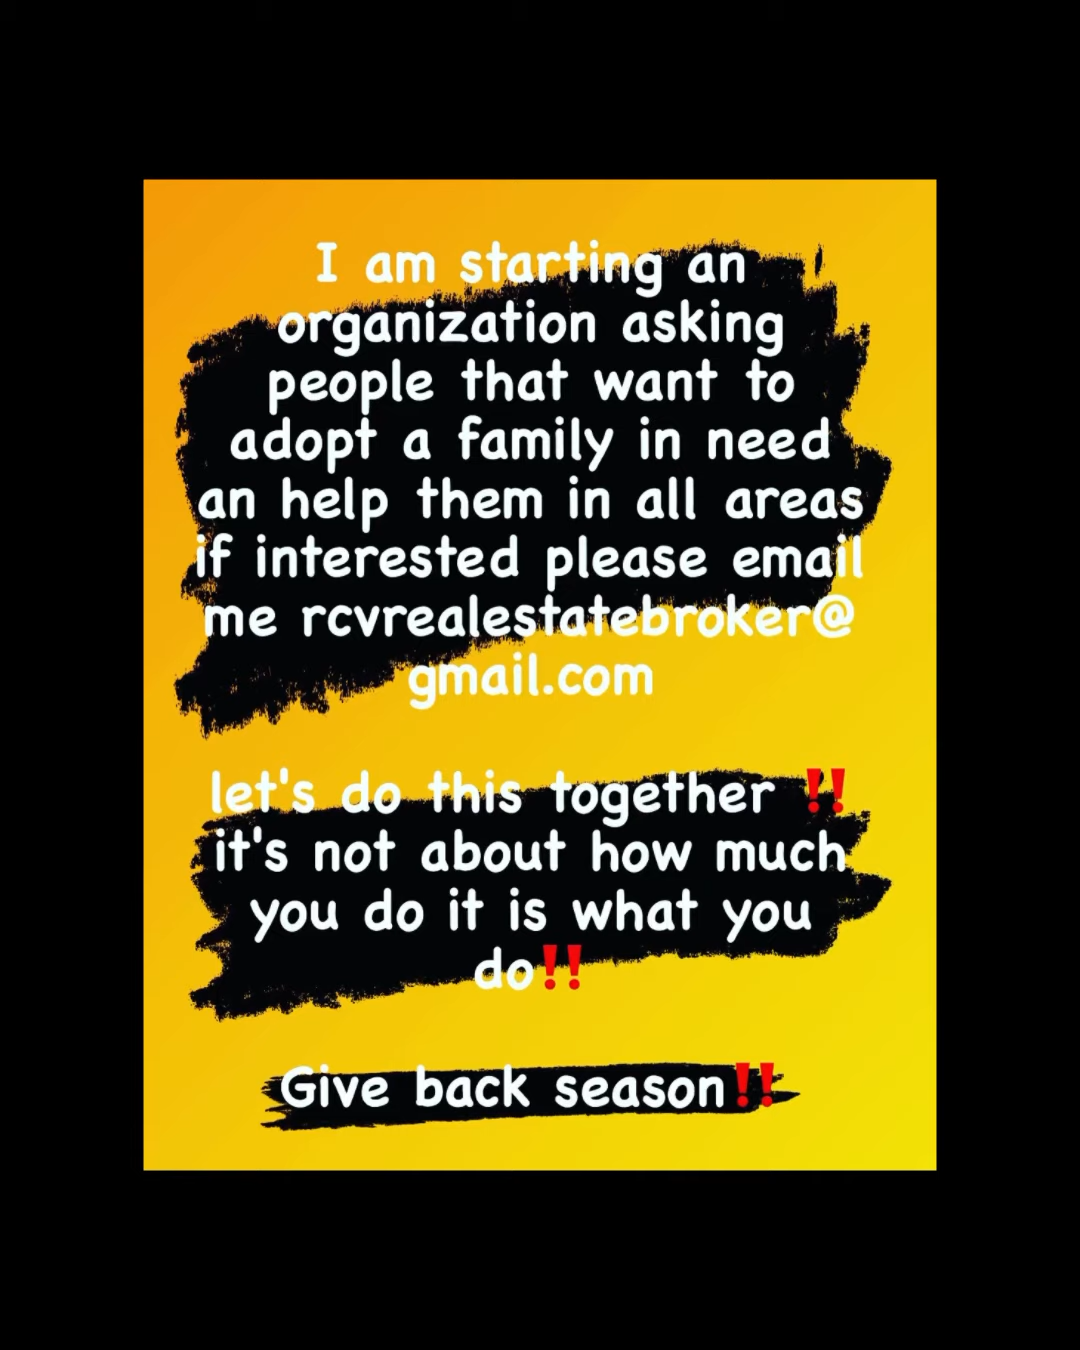 I am starting an
organization asking
people that want to
adopt a family in need
an help them in all areas
if interested please email
me rcvrealestatebroker@
gmail.com
let's do this together ‼️
it's not about how much
you do it is what you
do‼️
Give back season‼️